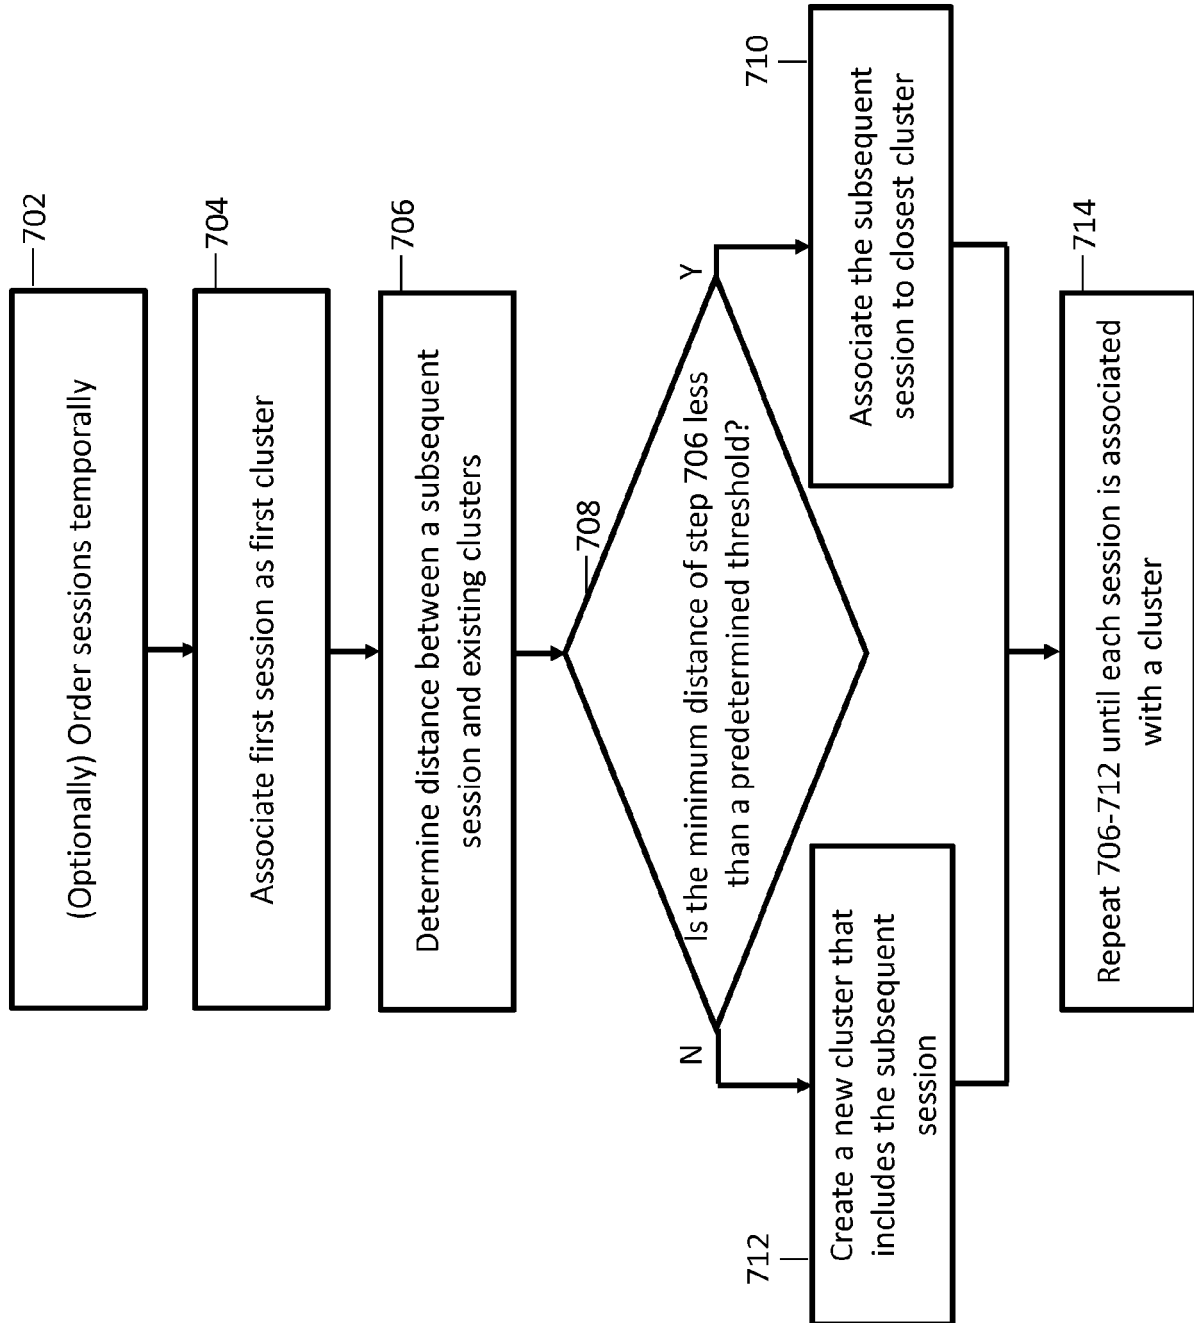 702
(Optionally) Order sessions temporally
704
Associate first session as first cluster
706
Determine distance between a subsequent
session and existing clusters
708
Is the minimum distance of step 706 less
than a predetermined threshold?
N
Y
712
Create a new cluster that
includes the subsequent
session
710
Associate the subsequent
session to closest cluster
714
Repeat 706-712 until each session is associated
with a cluster